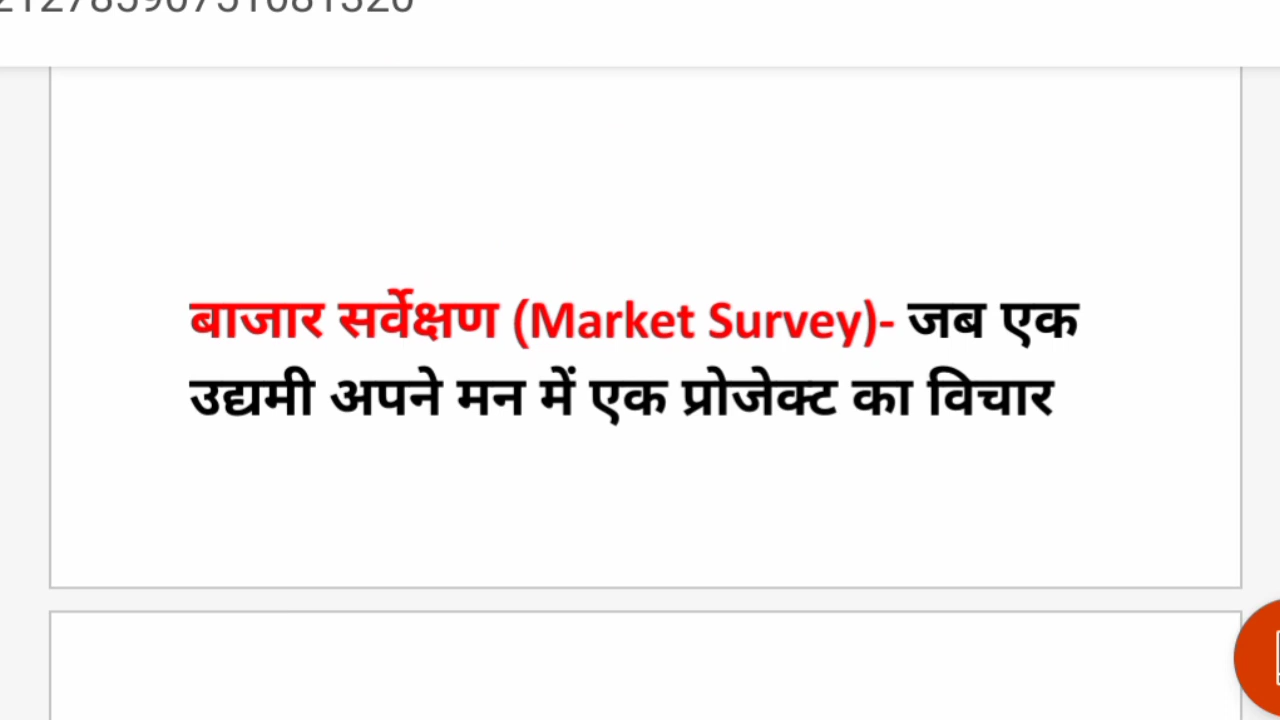 बाजार सर्वेक्षण (Market Survey)- जब एक
उद्यमी अपने मन में एक प्रोजेक्ट का विचार